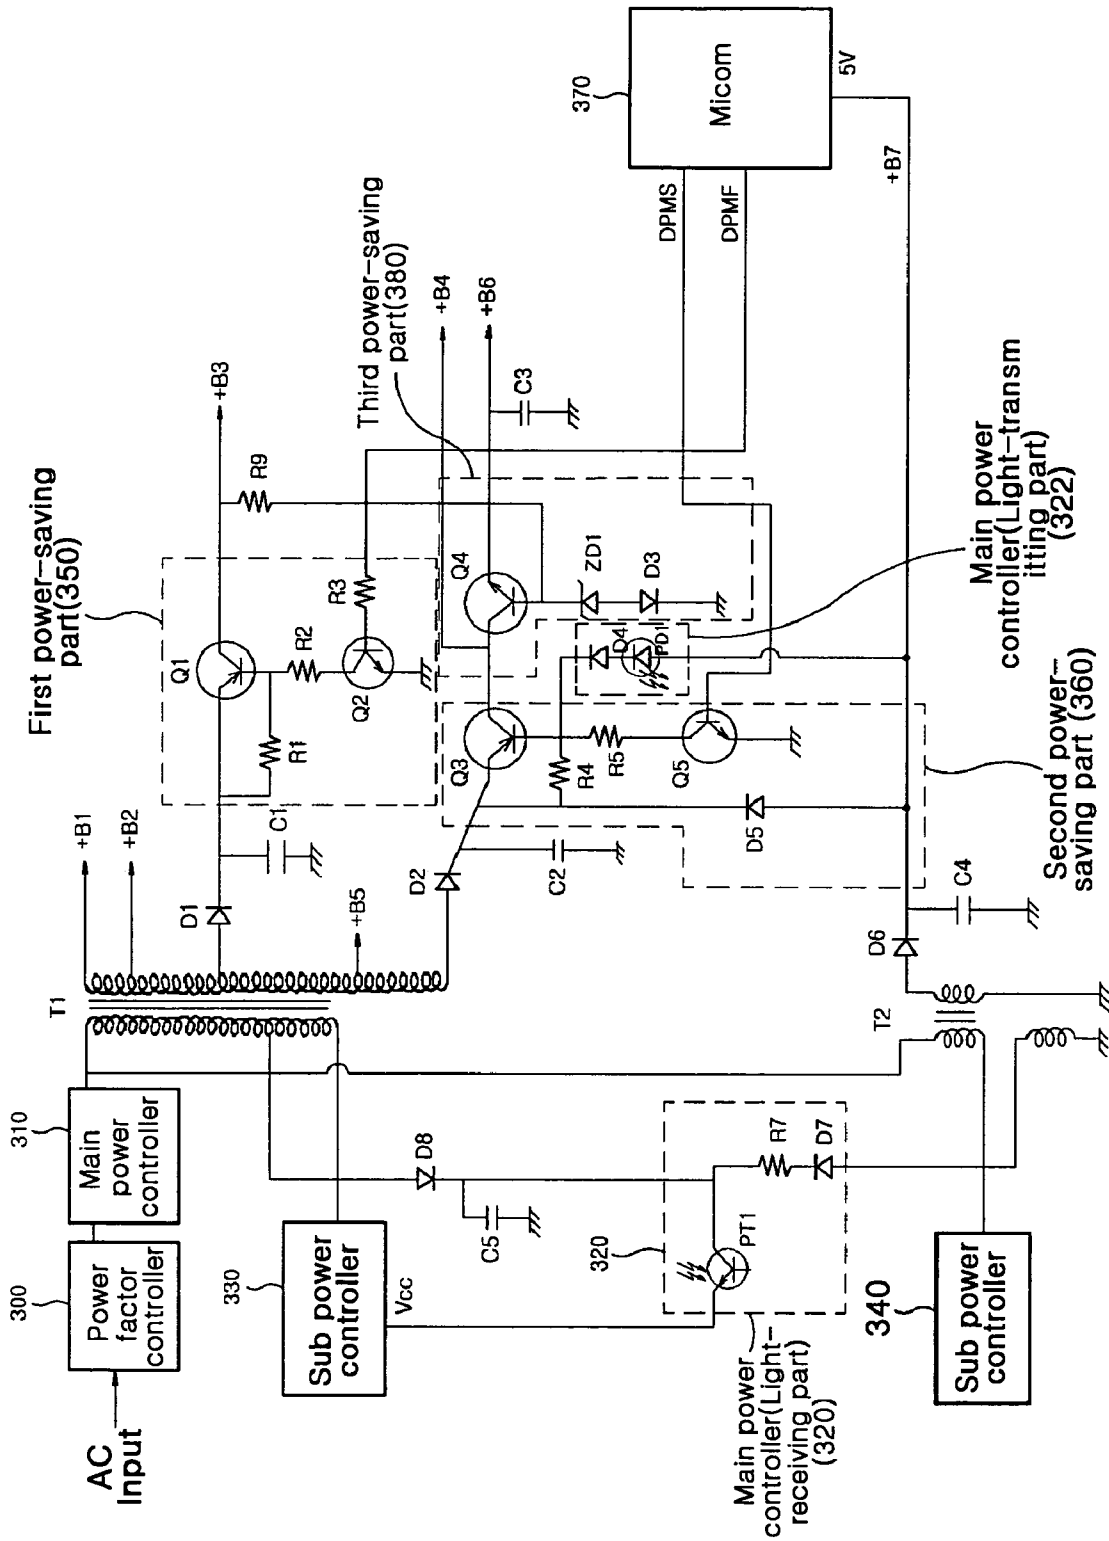 AC
Input
300
Power
factor
controller
310
Main
power
controller
T1
+B1
+B2
D1
C1
+B5
First power-saving
part(350)
Q1
R1
R2
Q2
R3
R9
+B3
Third power-saving
part(380)
+B4
+B6
C3
Q4
ZD1
D3
D4
PD1
D2
C2
Q3
R4
R5
Q5
D5
370
Micom
DPMS
DPMF
5V
+B7
Main power
controller(Light-transm
itting part)
(322)
Second power-
saving part (360)
C4
D6
T2
330
Sub power
controller
Vcc
D8
C5
320
PT1
R7
D7
Main power
controller(Light-
receiving part)
(320)
340
Sub power
controller